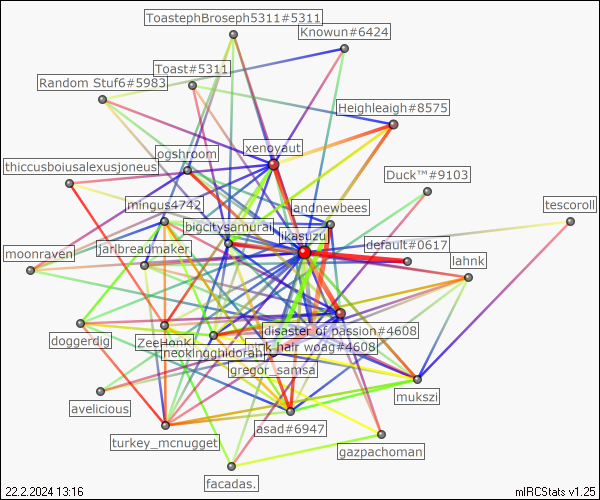 ToastephBroseph5311#5311
Knowun#6424
Toast#5311
Random Stuf6#5983
Heighleaigh#8575
xenoyaut
ogshroom
thiccusboiusalexusjoneus
Duck™#9103
mingus4742
landnewbees
tescoroll
bigcitysamurai
likasuzu
jarlbreadmaker
default#0617
moonraven
lahnk
disaster of passion#4608
doggerdig
ZeeHonk
pink hair woag#4608
neokingghidorah
gregor_samsa
mukszi
avelicious
asad#6947
turkey_mcnugget
gazpachoman
facadas.
22.2.2024 13:16
mIRCStats v1.25